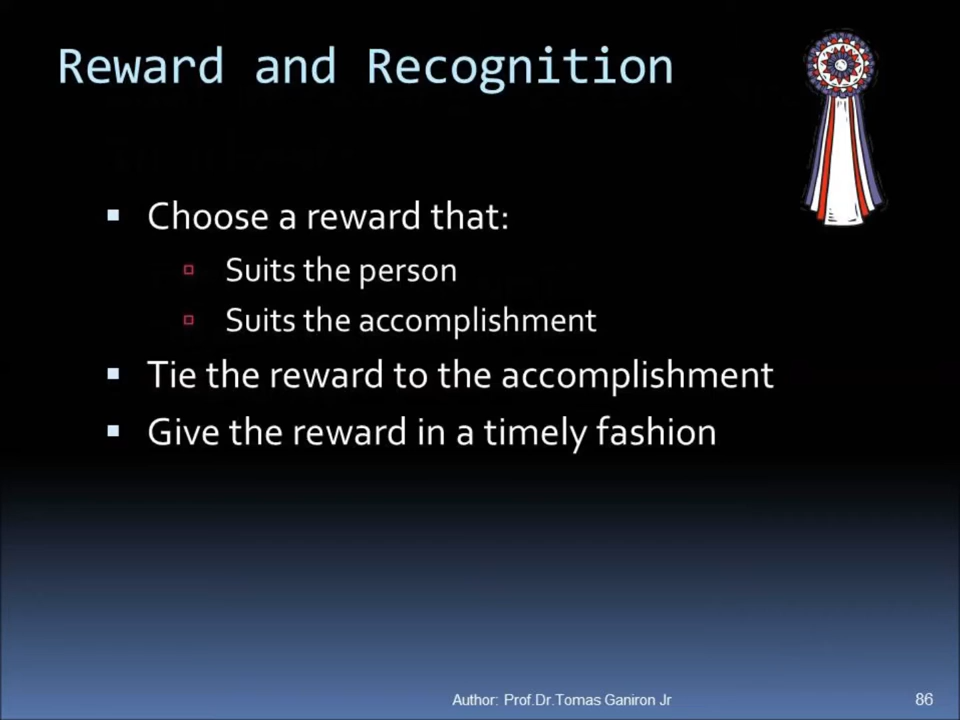 Reward and Recognition
Choose a reward that:
Suits the person
Suits the accomplishment
Tie the reward to the accomplishment
Give the reward in a timely fashion
Author: Prof.Dr.Tomas Ganiron Jr
86